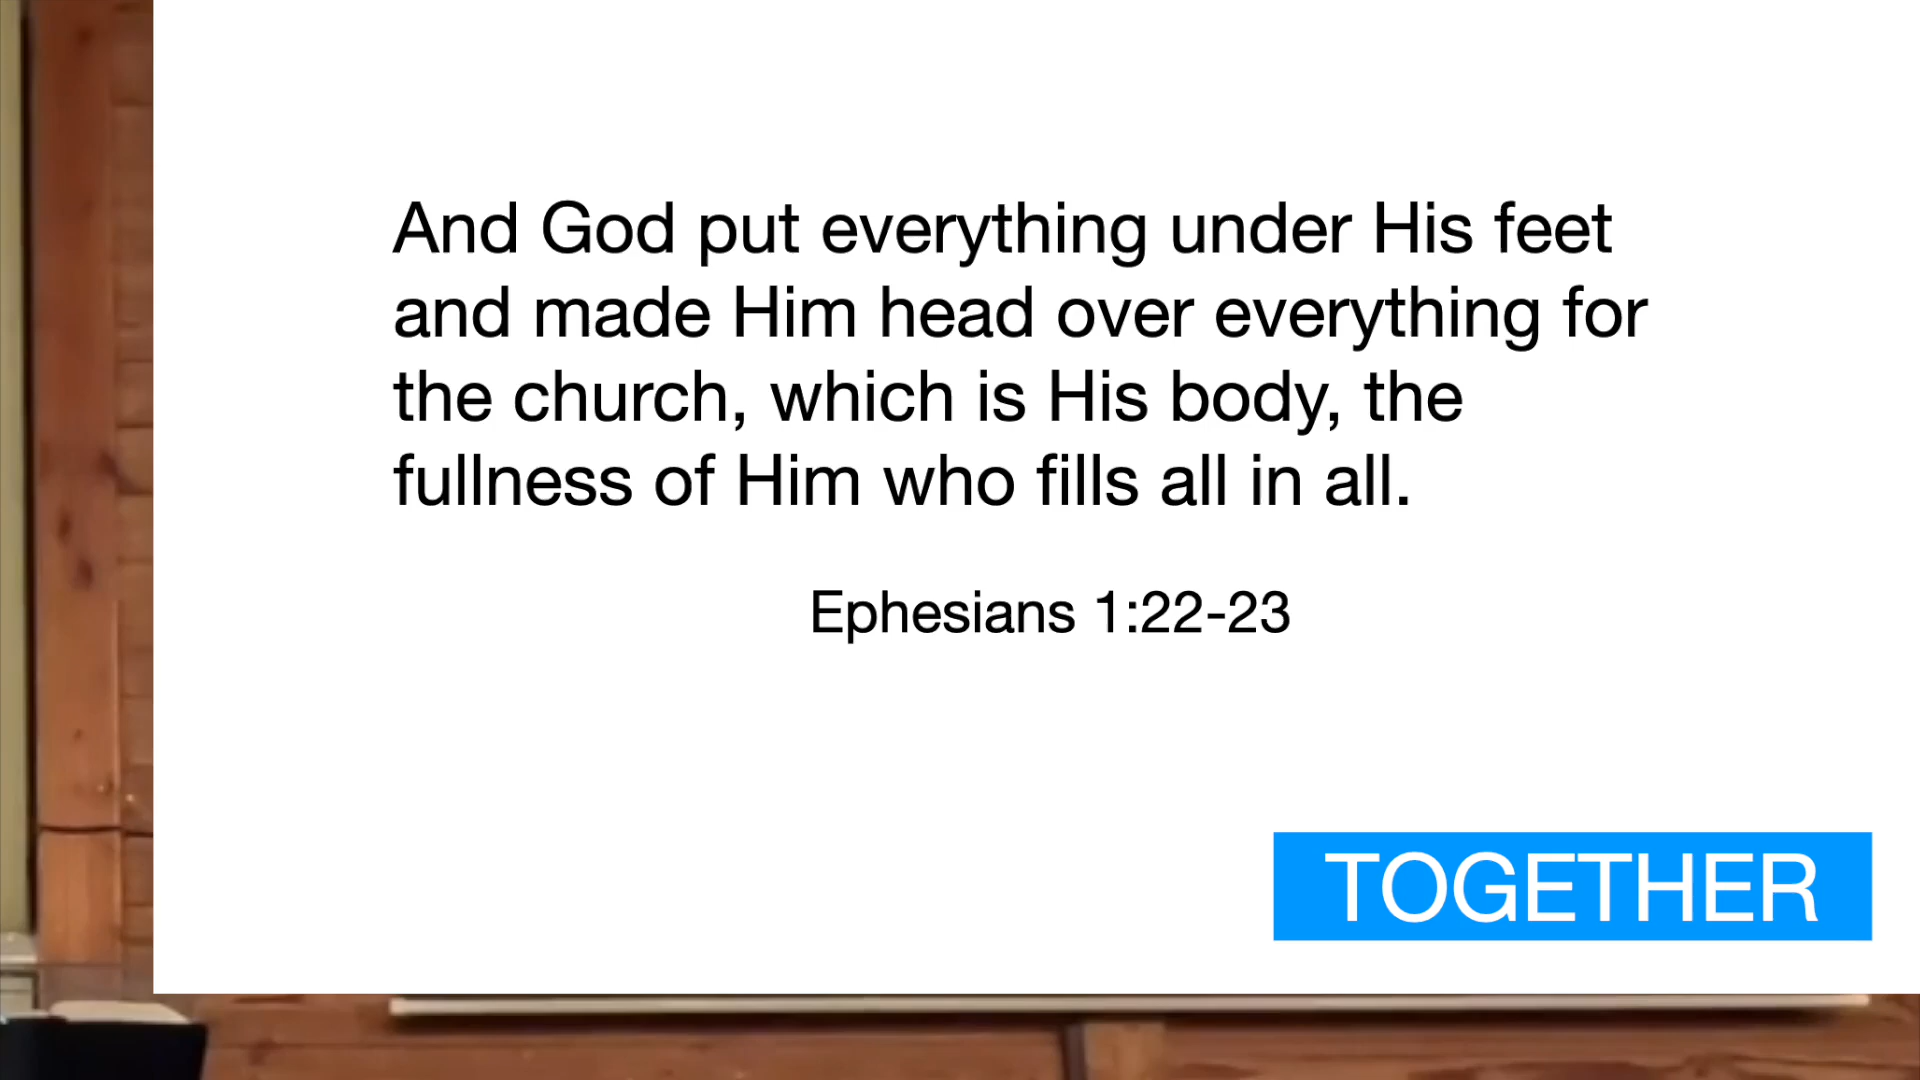 And God put everything under His feet
and made Him head over everything for
the church, which is His body, the
fullness of Him who fills all in all.
Ephesians 1:22-23
TOGETHER